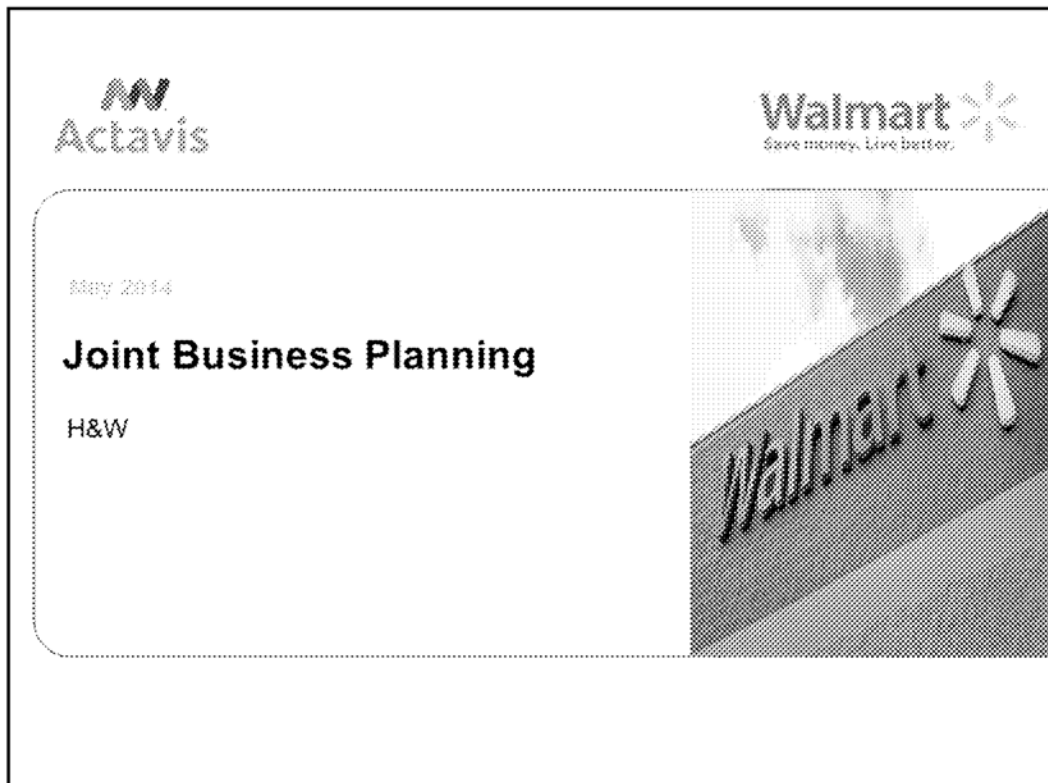 Actavis
Walmart
Save money. Live better.
May 2014
Joint Business Planning
H&W
Walmart